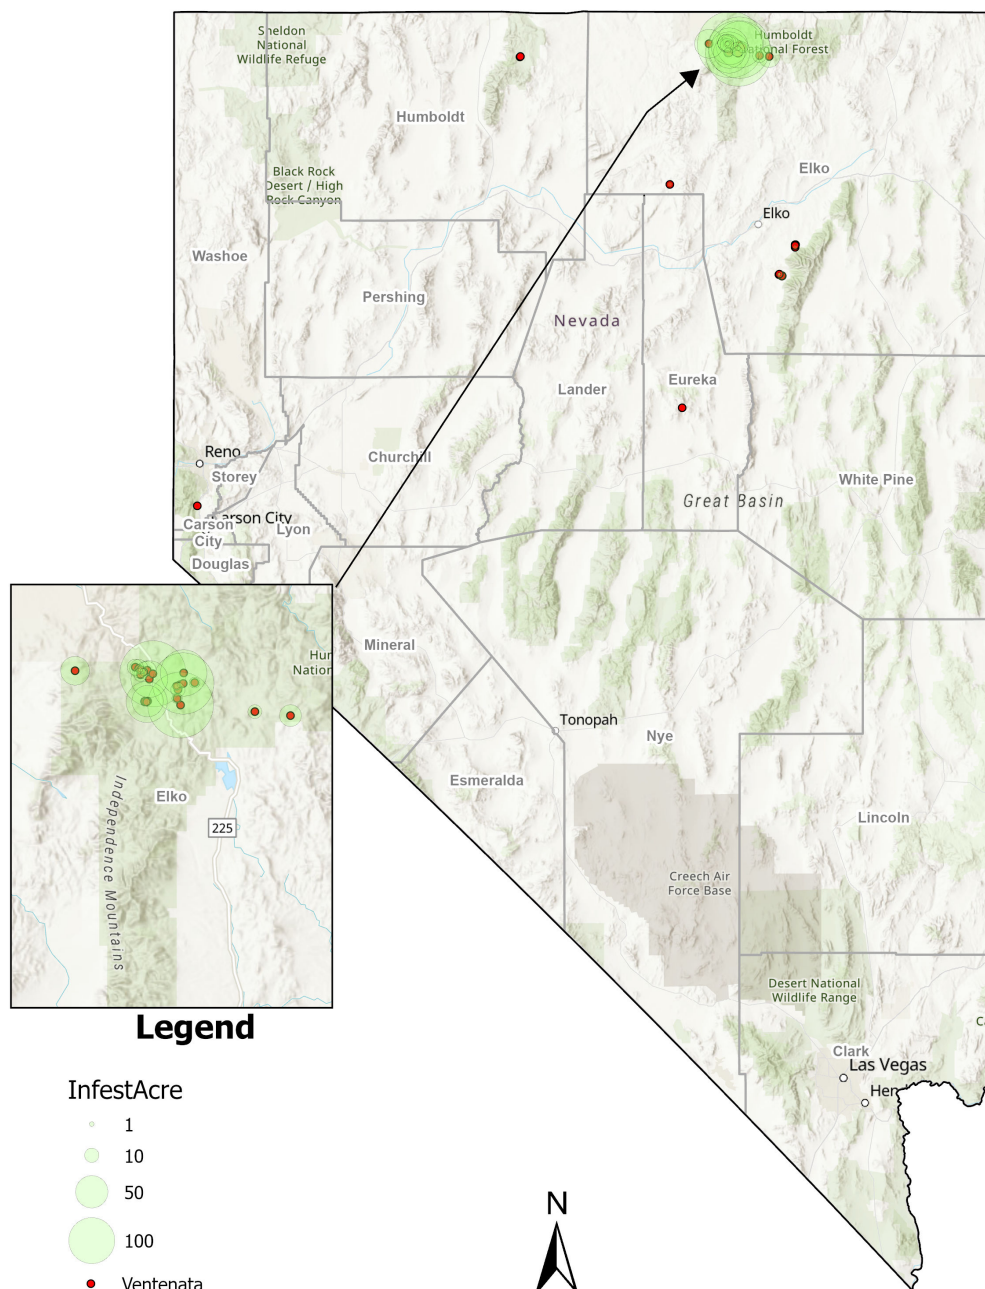 Sheldon
National
Wildlife Refuge
Humboldt
National Forest
Humboldt
Elko
Black Rock
Desert / High
Rock Canyon
Elko
Washoe
Pershing
Nevada
Lander
Eureka
Reno
Churchill
Storey
White Pine
Great Basin
Carson City
Carson
City
Lyon
Douglas
Mineral
Hum
Nation
Tonopah
Nye
Esmeralda
Elko
Independence Mountains
225
Lincoln
Creech Air
Force Base
Desert National
Wildlife Range
Legend
Clark
Las Vegas
Hen
InfestAcre
1
10
50
100
Ventenata
N